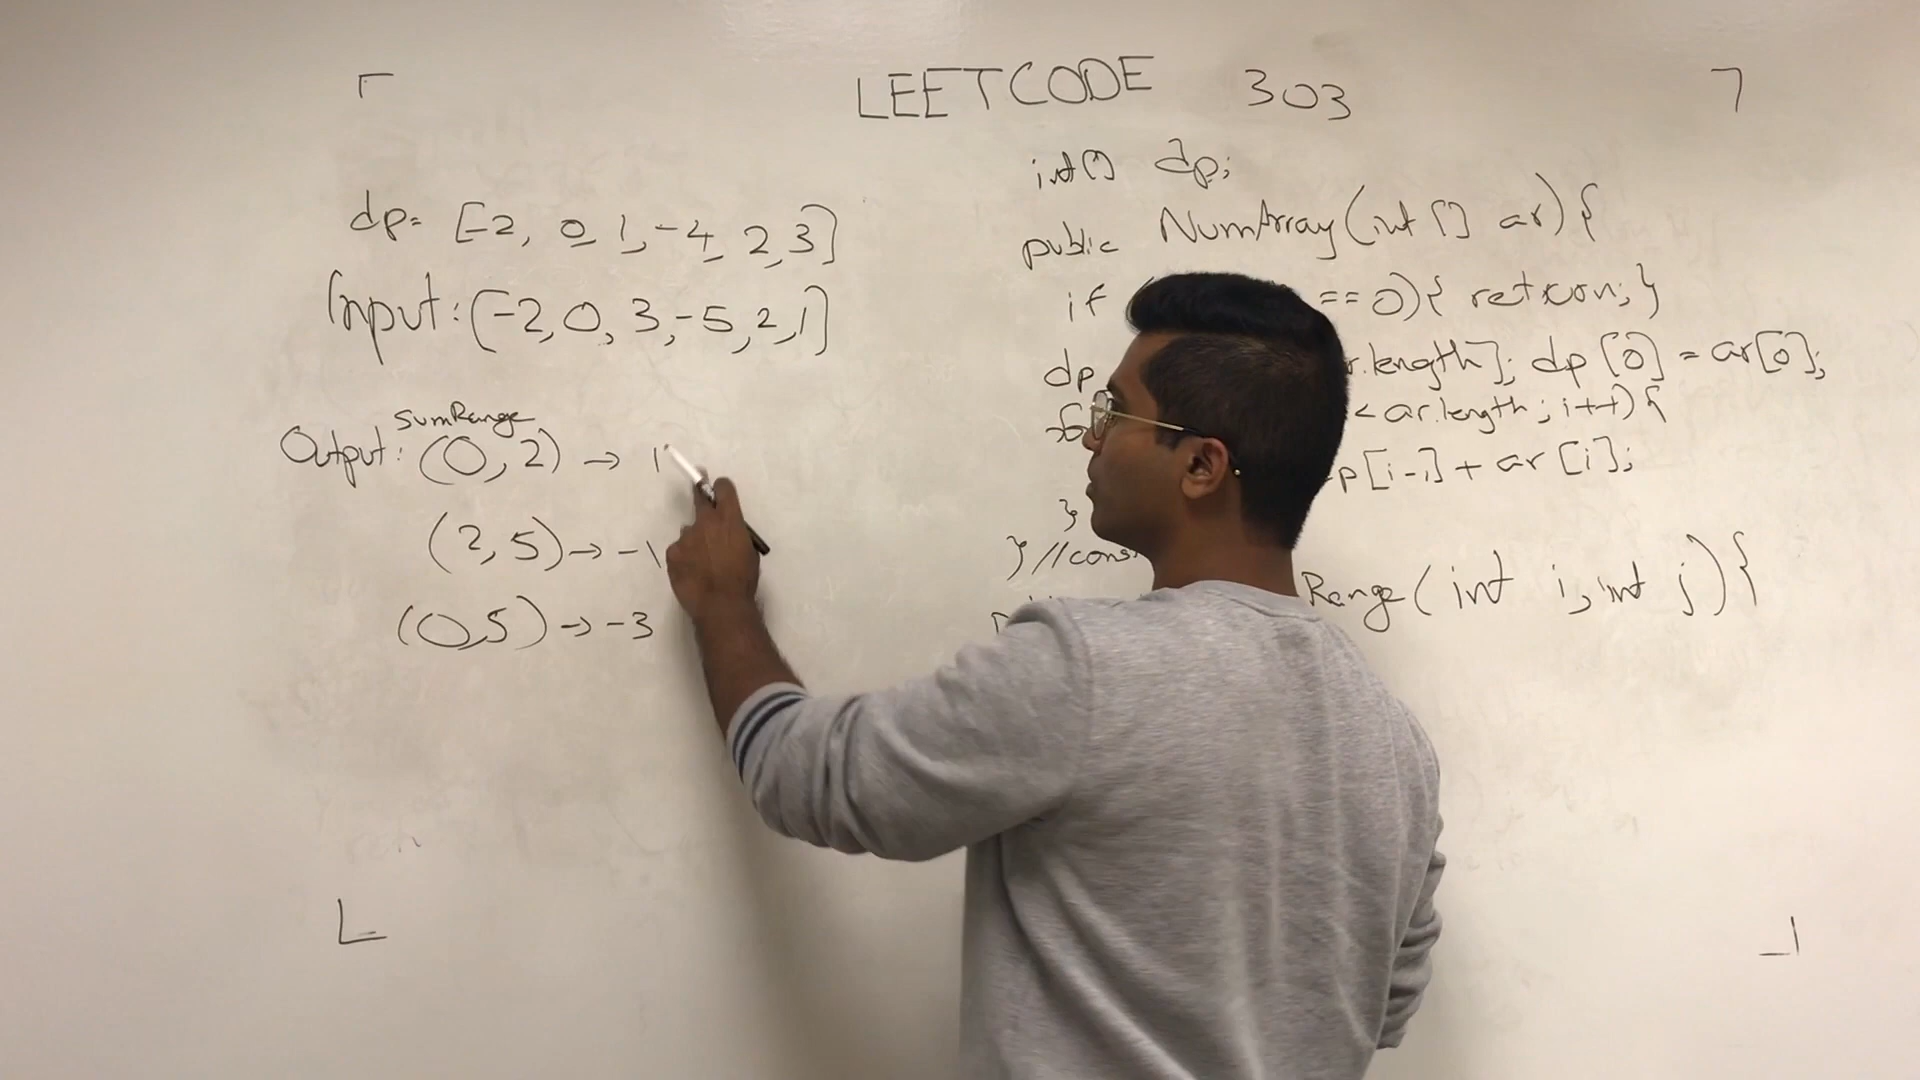 LEETCODE 303
dp= [-2, 0, 1, -4, 2, 3]
Input: [-2, 0, 3, -5, 2, 1]
sumRange
Output: (0, 2) → 1
(2, 5) → -1
(0,5) → -3
int[] dp;
public NumArray(int [] ar) {
if == 0){ return; }
dp r.length]; dp [0] = ar[0];
< ar.length ; i++) {
p [i-1] + ar [i];
}
} // cons
Range( int i, int j) {